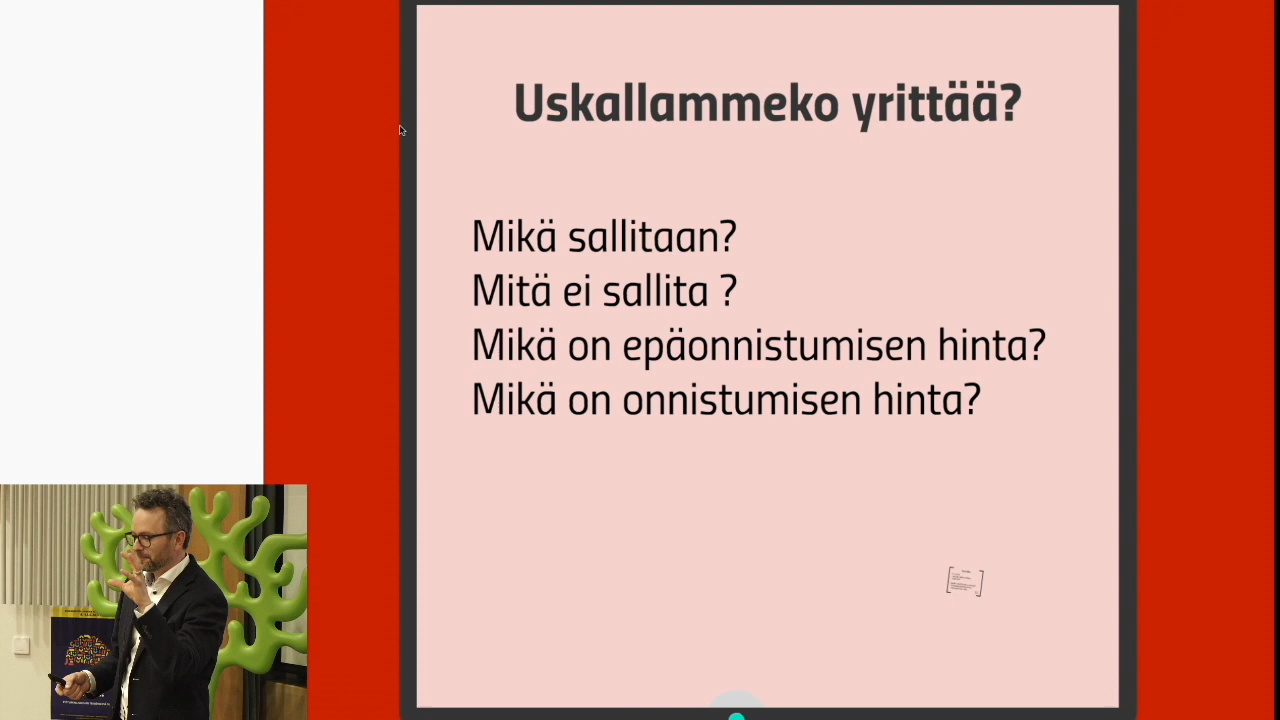 Uskallammeko yrittää?
Mikä sallitaan?
Mitä ei sallita ?
Mikä on epäonnistumisen hinta?
Mikä on onnistumisen hinta?